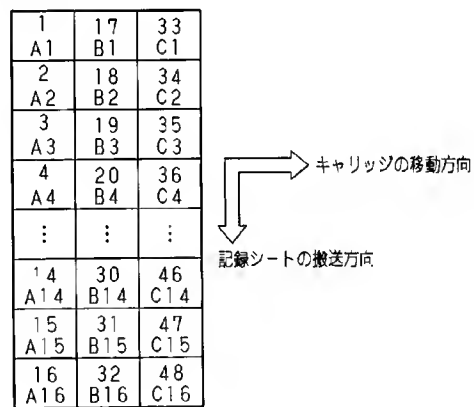 1 17 33
A1 B1 C1
2 18 34
A2 B2 C2
3 19 35
A3 B3 C3
4 20 36
A4 B4 C4
⋮ ⋮ ⋮
14 30 46
A14 B14 C14
15 31 47
A15 B15 C15
16 32 48
A16 B16 C16
キャリッジの移動方向
記録シートの搬送方向